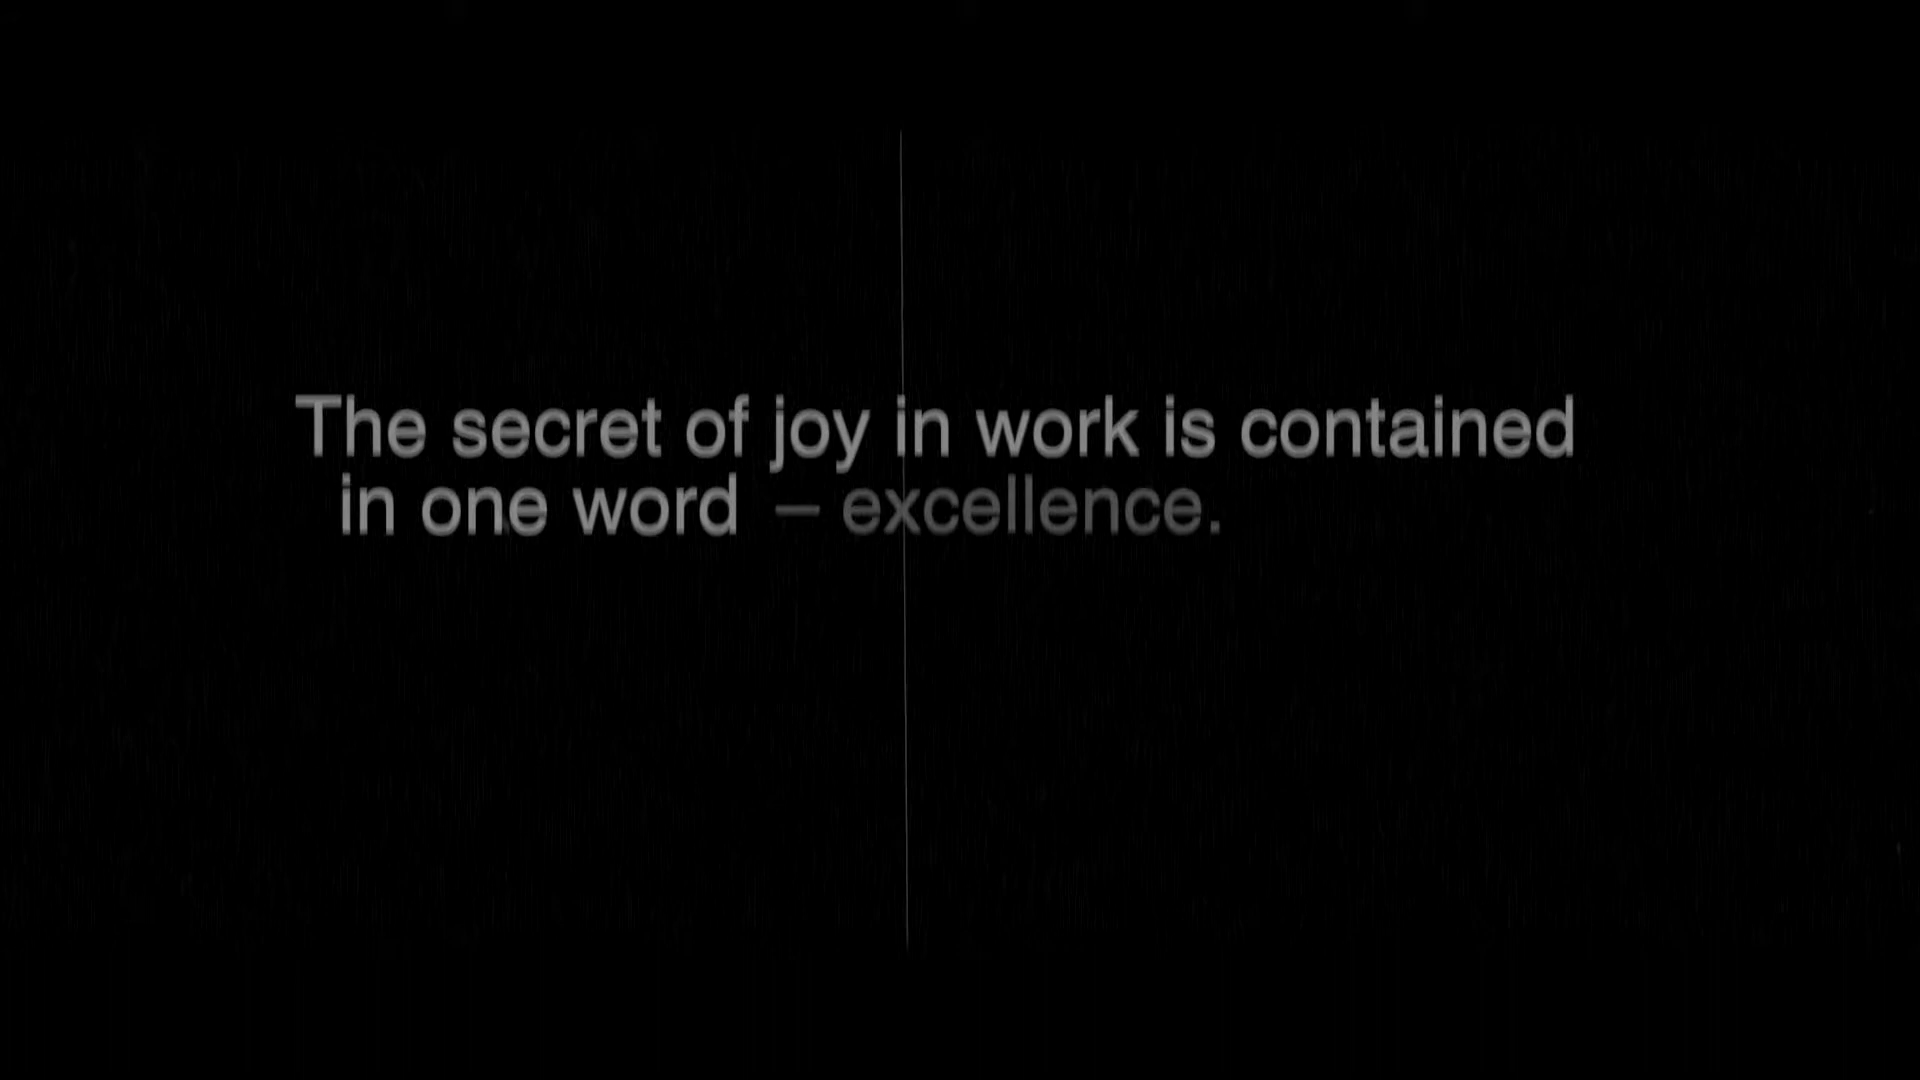 The secret of joy in work is contained
in one word – excellence.